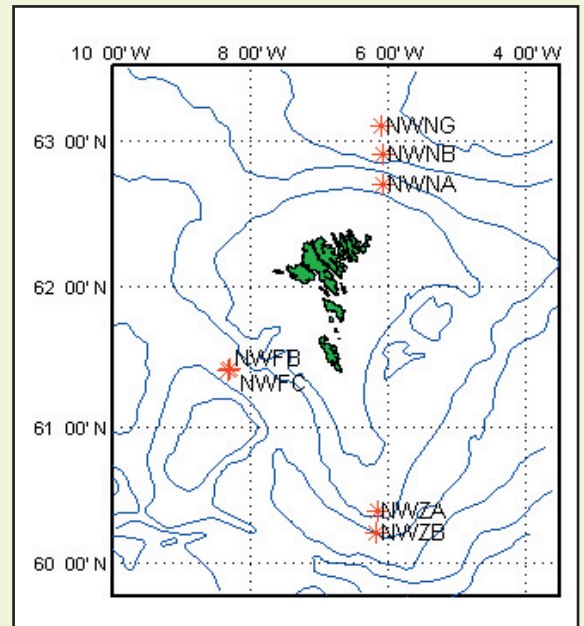 10 00' W 8 00' W 6 00' W 4 00' W
NWNG
63 00' N
NWNB
NWNA
62 00' N
NWFB
NWFC
61 00' N
NWZA
NWZB
60 00' N